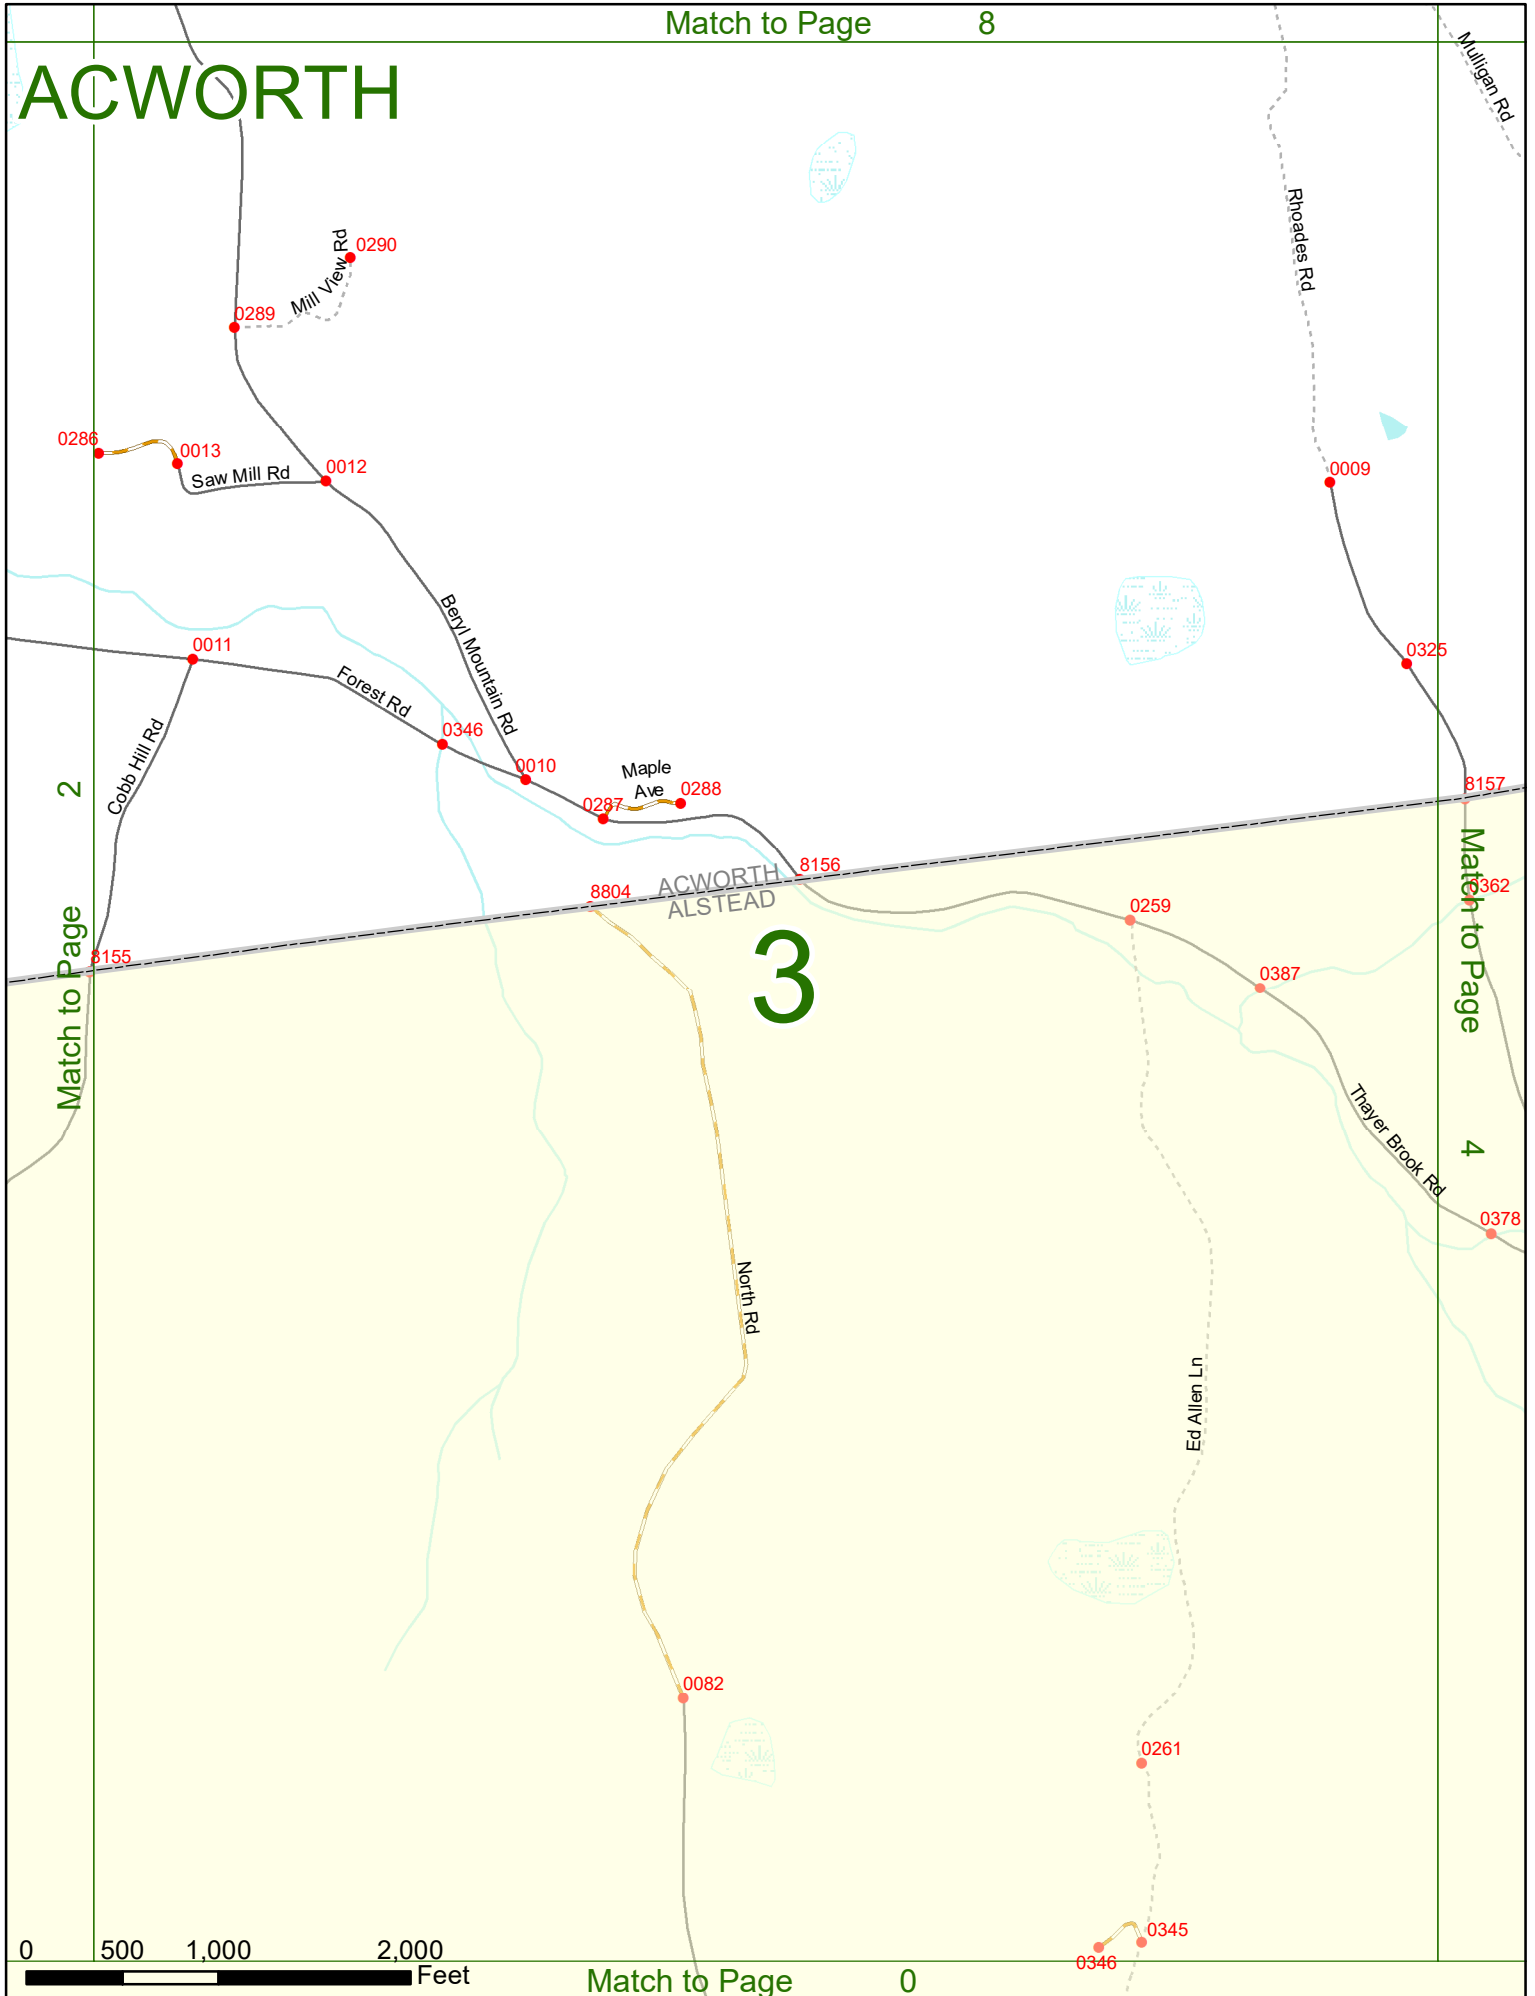 Match to Page 8
ACWORTH
Mulligan Rd
Rhoades Rd
Mill View Rd
0290
0289
0286
0013
Saw Mill Rd
0012
0009
Beryl Mountain Rd
0011
Forest Rd
0325
Cobb Hill Rd
0346
0010
Maple
Ave
0288
0287
8157
8156
ACWORTH
ALSTEAD
8804
0362
0259
8155
Match to Page 2
3
0387
Match to Page 4
Thayer Brook Rd
0378
North Rd
Ed Allen Ln
0082
0261
0345
0346
0 500 1,000 2,000
Feet
Match to Page 0